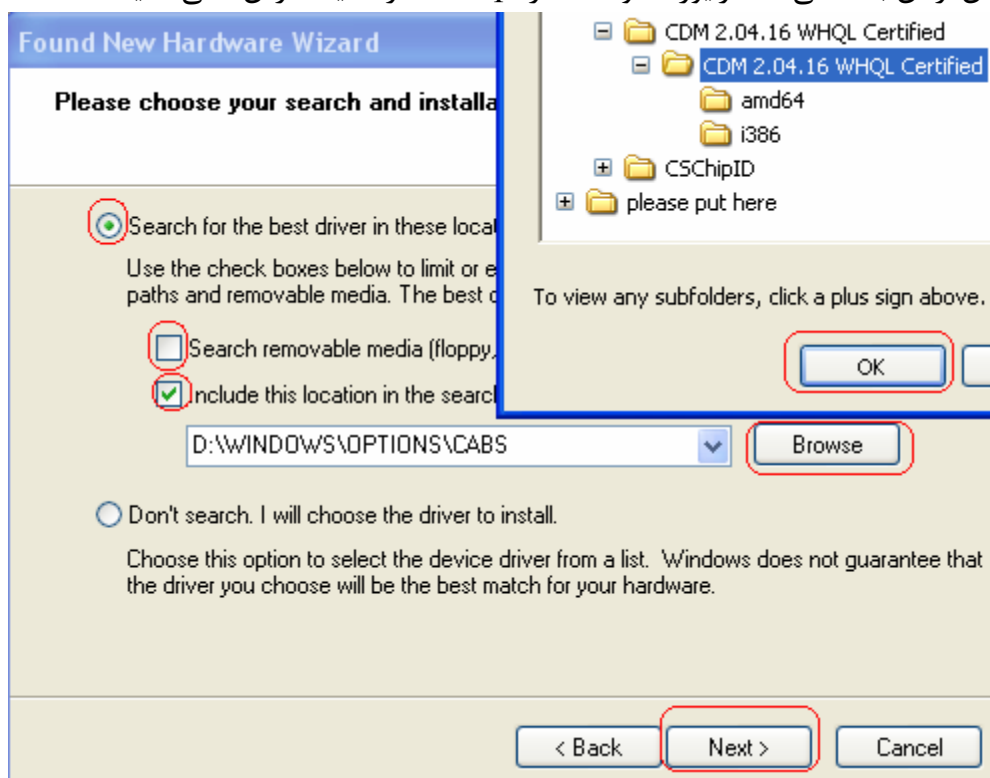 Found New Hardware Wizard
Please choose your search and installa
Search for the best driver in these locat
Use the check boxes below to limit or e
paths and removable media. The best d
Search removable media (floppy,
Include this location in the search
D:\WINDOWS\OPTIONS\CABS
Browse
Don't search. I will choose the driver to install.
Choose this option to select the device driver from a list. Windows does not guarantee that
the driver you choose will be the best match for your hardware.
< Back
Next >
Cancel
CDM 2.04.16 WHQL Certified
CDM 2.04.16 WHQL Certified
amd64
i386
CSChipID
please put here
To view any subfolders, click a plus sign above.
OK